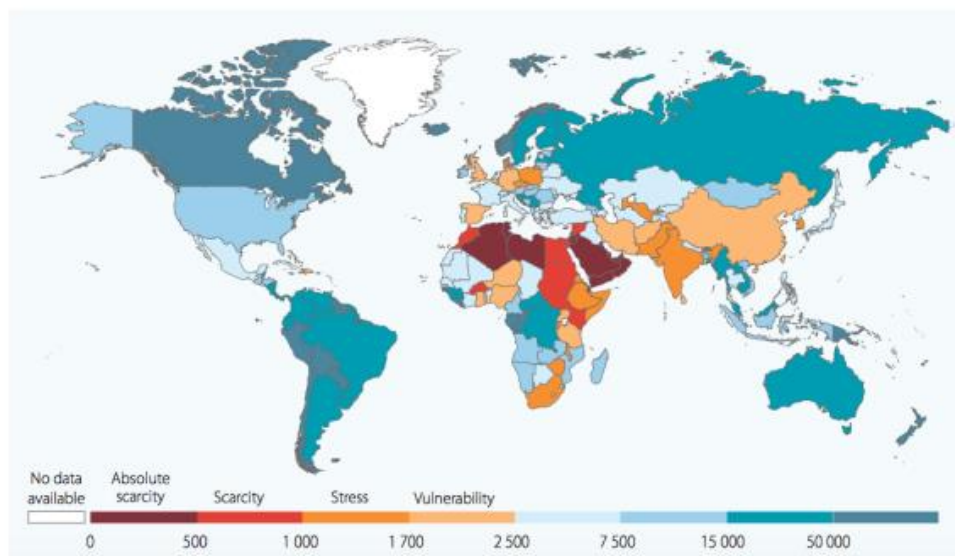 No data available
Absolute scarcity
Scarcity
Stress
Vulnerability
0 500 1 000 1 700 2 500 7 500 15 000 50 000